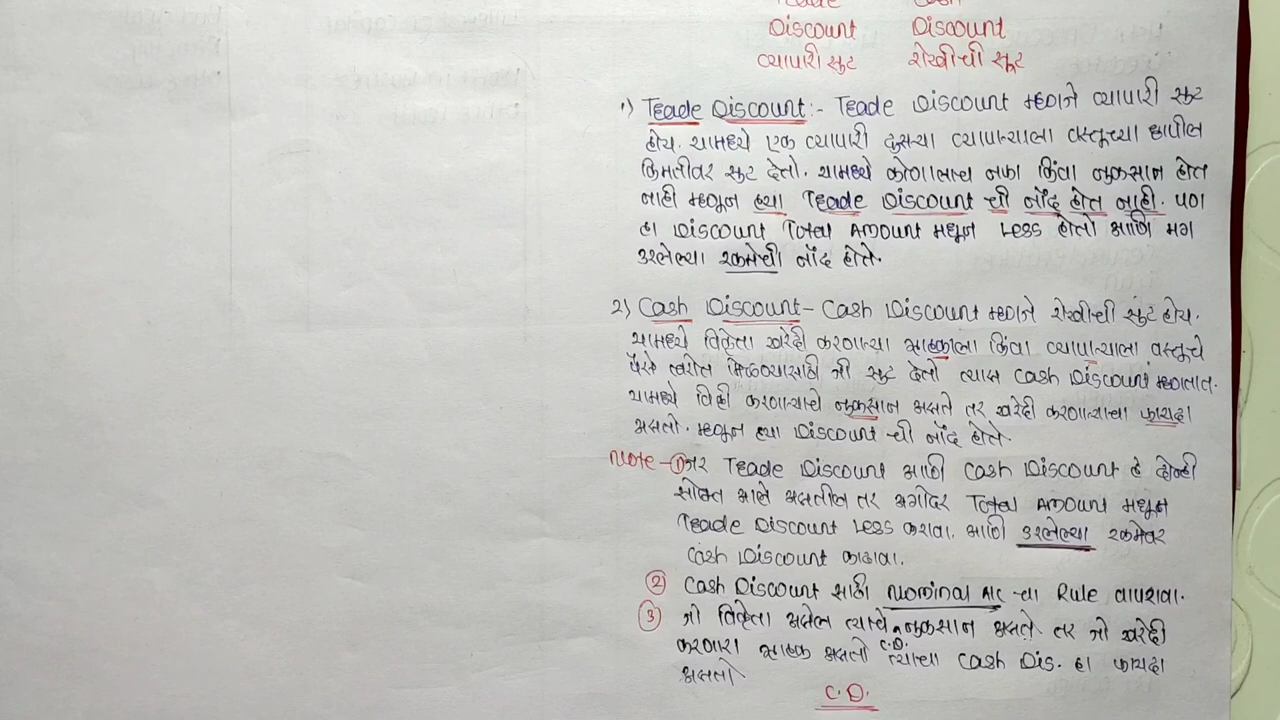 Discount Discount
व्यापारी सुट रोखीची सूट
१) Trade Discount:- Trade Discount म्हणजे व्यापारी सुट
होय. यामध्ये एक व्यापारी दुसऱ्या व्यापाऱ्याला वस्तूच्या छापील
किमतीवर सुट देतो. यामध्ये कोणालाच नफा किंवा नुकसान होत
नाही म्हणून ह्या Trade Discount ची नोंद होत नाही. पण
हा Discount Total Amount मधून Less होतो आणि मग
उरलेल्या रकमेची नोंद होते.
२) Cash Discount- Cash Discount म्हणजे रोखीची सुट होय.
यामध्ये विक्रेता खरेदी करणाऱ्या ग्राहकाला किंवा व्यापाऱ्याला वस्तूचे
पैसे त्वरीत मिळण्यासाठी जी सुट देतो त्यास Cash Discount म्हणतात.
यामध्ये विक्री करणाऱ्याचे नुकसान असते तर खरेदी करणाऱ्याचा फायदा
असतो. म्हणून ह्या Discount ची नोंद होते.
Note- ① जर Trade Discount आणि Cash Discount हे दोन्ही
सोबत आले असतील तर अगोदर Total Amount मधून
Trade Discount Less करावा. आणि उरलेल्या रकमेवर
Cash Discount काढावा.
② Cash Discount साठी Nominal A/c चा Rule वापरावा.
③ जो विक्रेता असेल त्याचे नुकसान असते तर जो खरेदी
करणारा ग्राहक असतो C.D. त्याचा Cash Dis. हा फायदा
असतो
C.D.